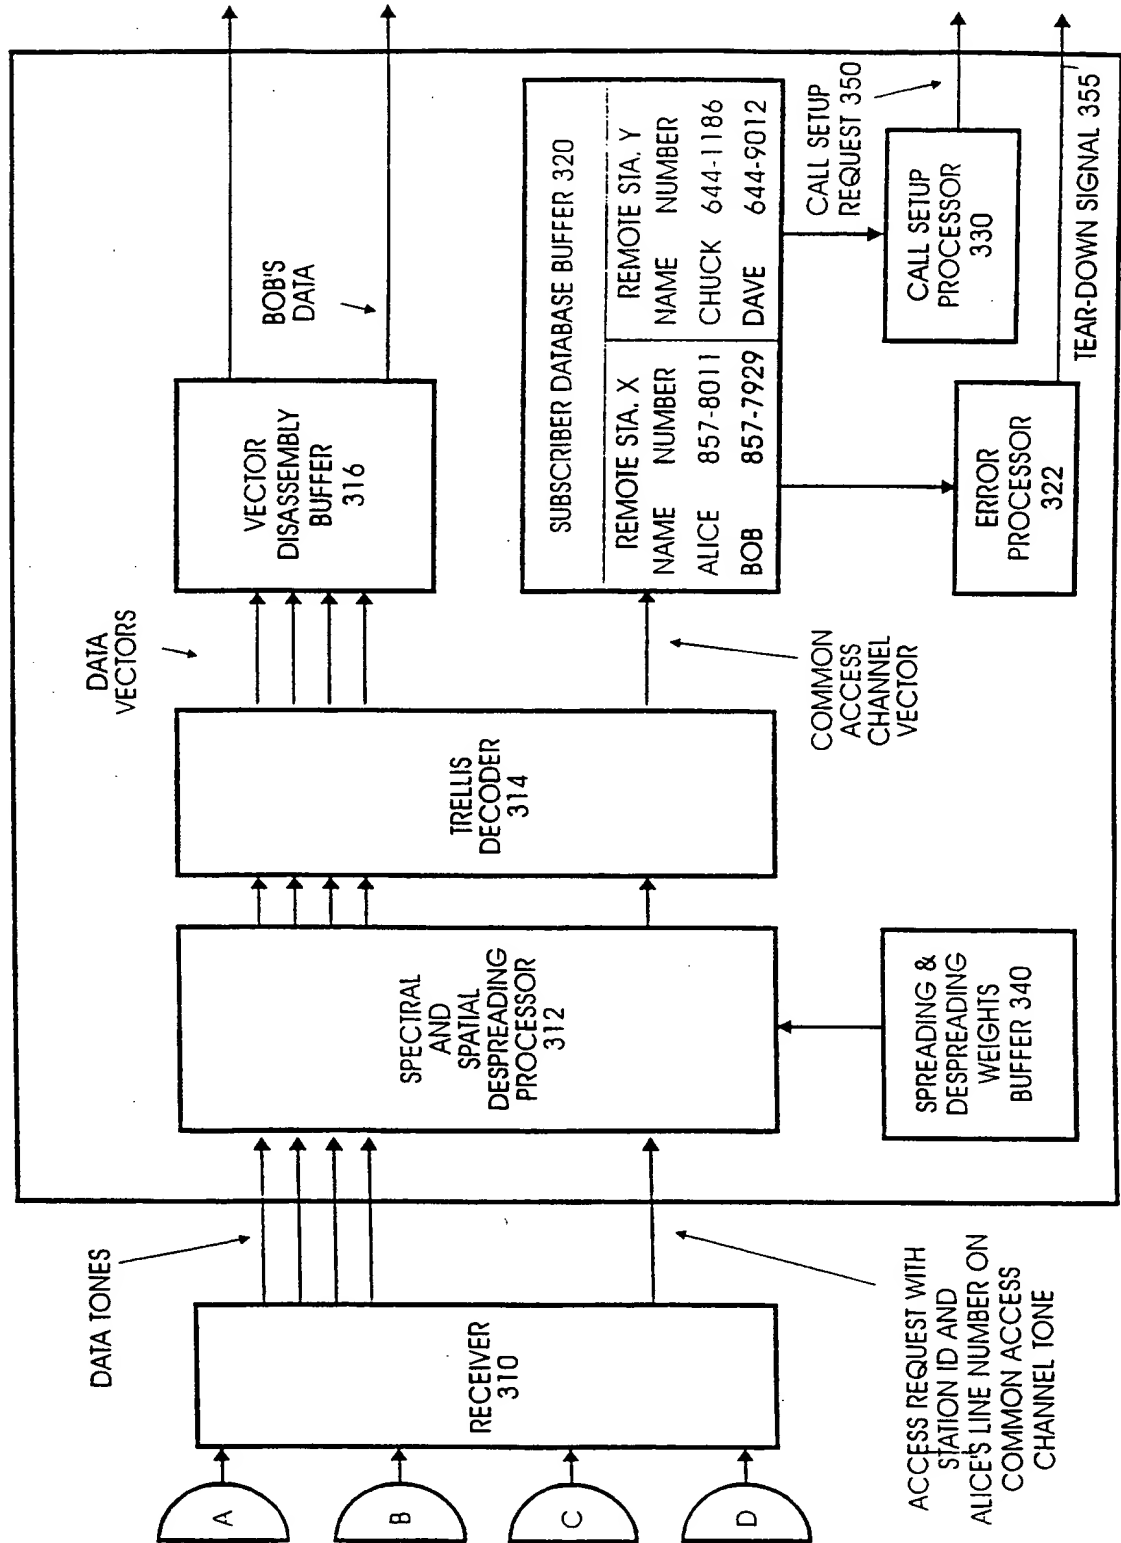 A
B
C
D
RECEIVER
310
DATA TONES
ACCESS REQUEST WITH
STATION ID AND
ALICE'S LINE NUMBER ON
COMMON ACCESS
CHANNEL TONE
SPECTRAL
AND
SPATIAL
DESPREADING
PROCESSOR
312
SPREADING &
DESPREADING
WEIGHTS
BUFFER 340
TRELLIS
DECODER
314
DATA
VECTORS
COMMON
ACCESS
CHANNEL
VECTOR
VECTOR
DISASSEMBLY
BUFFER
316
BOB'S
DATA
SUBSCRIBER DATABASE BUFFER 320
REMOTE STA. X REMOTE STA. Y
NAME NUMBER NAME NUMBER
ALICE 857-8011 CHUCK 644-1186
BOB 857-7929 DAVE 644-9012
ERROR
PROCESSOR
322
CALL SETUP
REQUEST 350
CALL SETUP
PROCESSOR
330
TEAR-DOWN SIGNAL 355